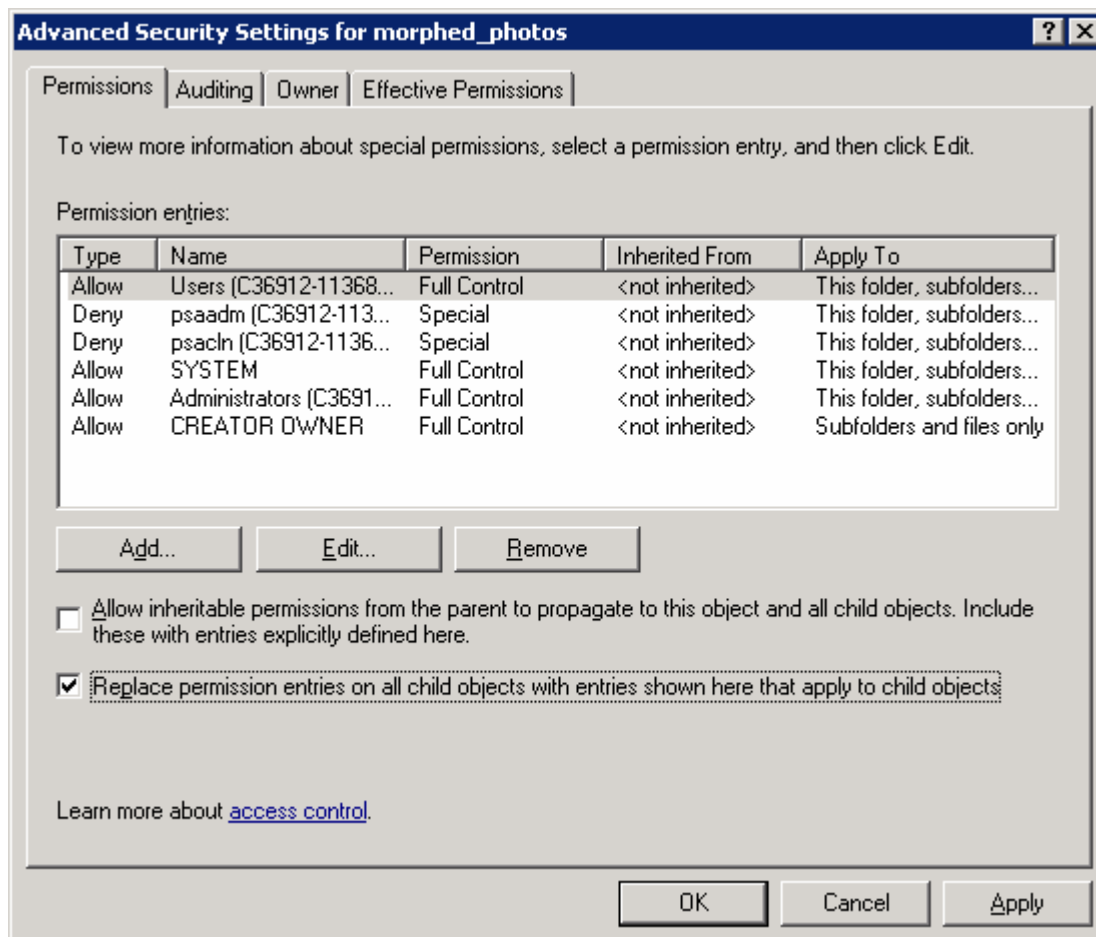 Advanced Security Settings for morphed_photos
Permissions Auditing Owner Effective Permissions
To view more information about special permissions, select a permission entry, and then click Edit.
Permission entries:
Type Name Permission Inherited From Apply To
Allow Users (C36912-11368... Full Control <not inherited> This folder, subfolders...
Deny psaadm (C36912-113... Special <not inherited> This folder, subfolders...
Deny psacln (C36912-1136... Special <not inherited> This folder, subfolders...
Allow SYSTEM Full Control <not inherited> This folder, subfolders...
Allow Administrators (C3691... Full Control <not inherited> This folder, subfolders...
Allow CREATOR OWNER Full Control <not inherited> Subfolders and files only
Add... Edit... Remove
Allow inheritable permissions from the parent to propagate to this object and all child objects. Include
these with entries explicitly defined here.
Replace permission entries on all child objects with entries shown here that apply to child objects
Learn more about access control.
OK Cancel Apply